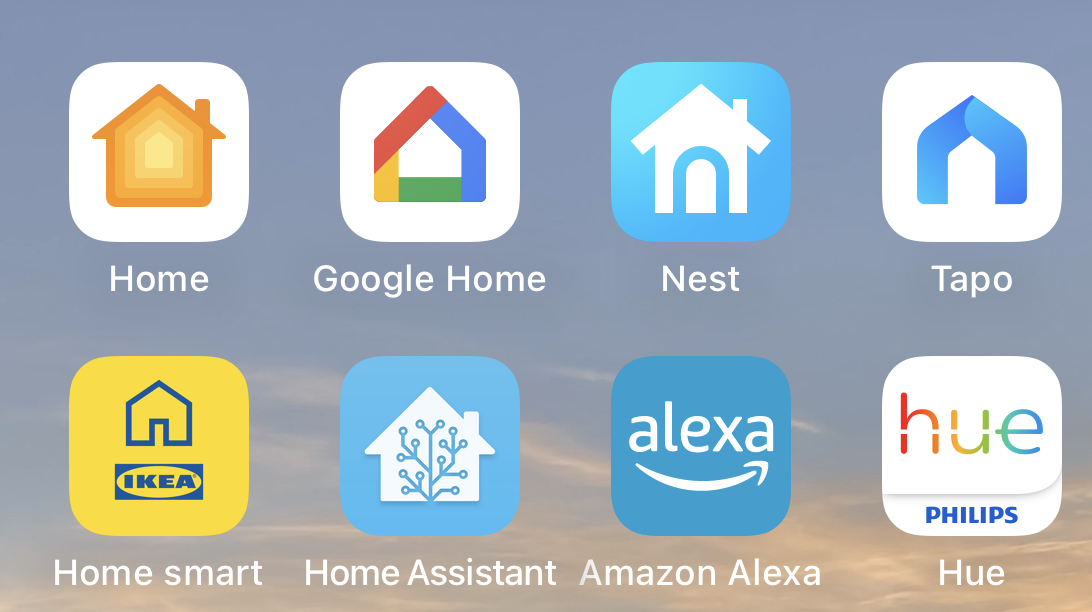 Home
Google Home
Nest
Tapo
IKEA
alexa
hue
PHILIPS
Home smart
Home Assistant
Amazon Alexa
Hue